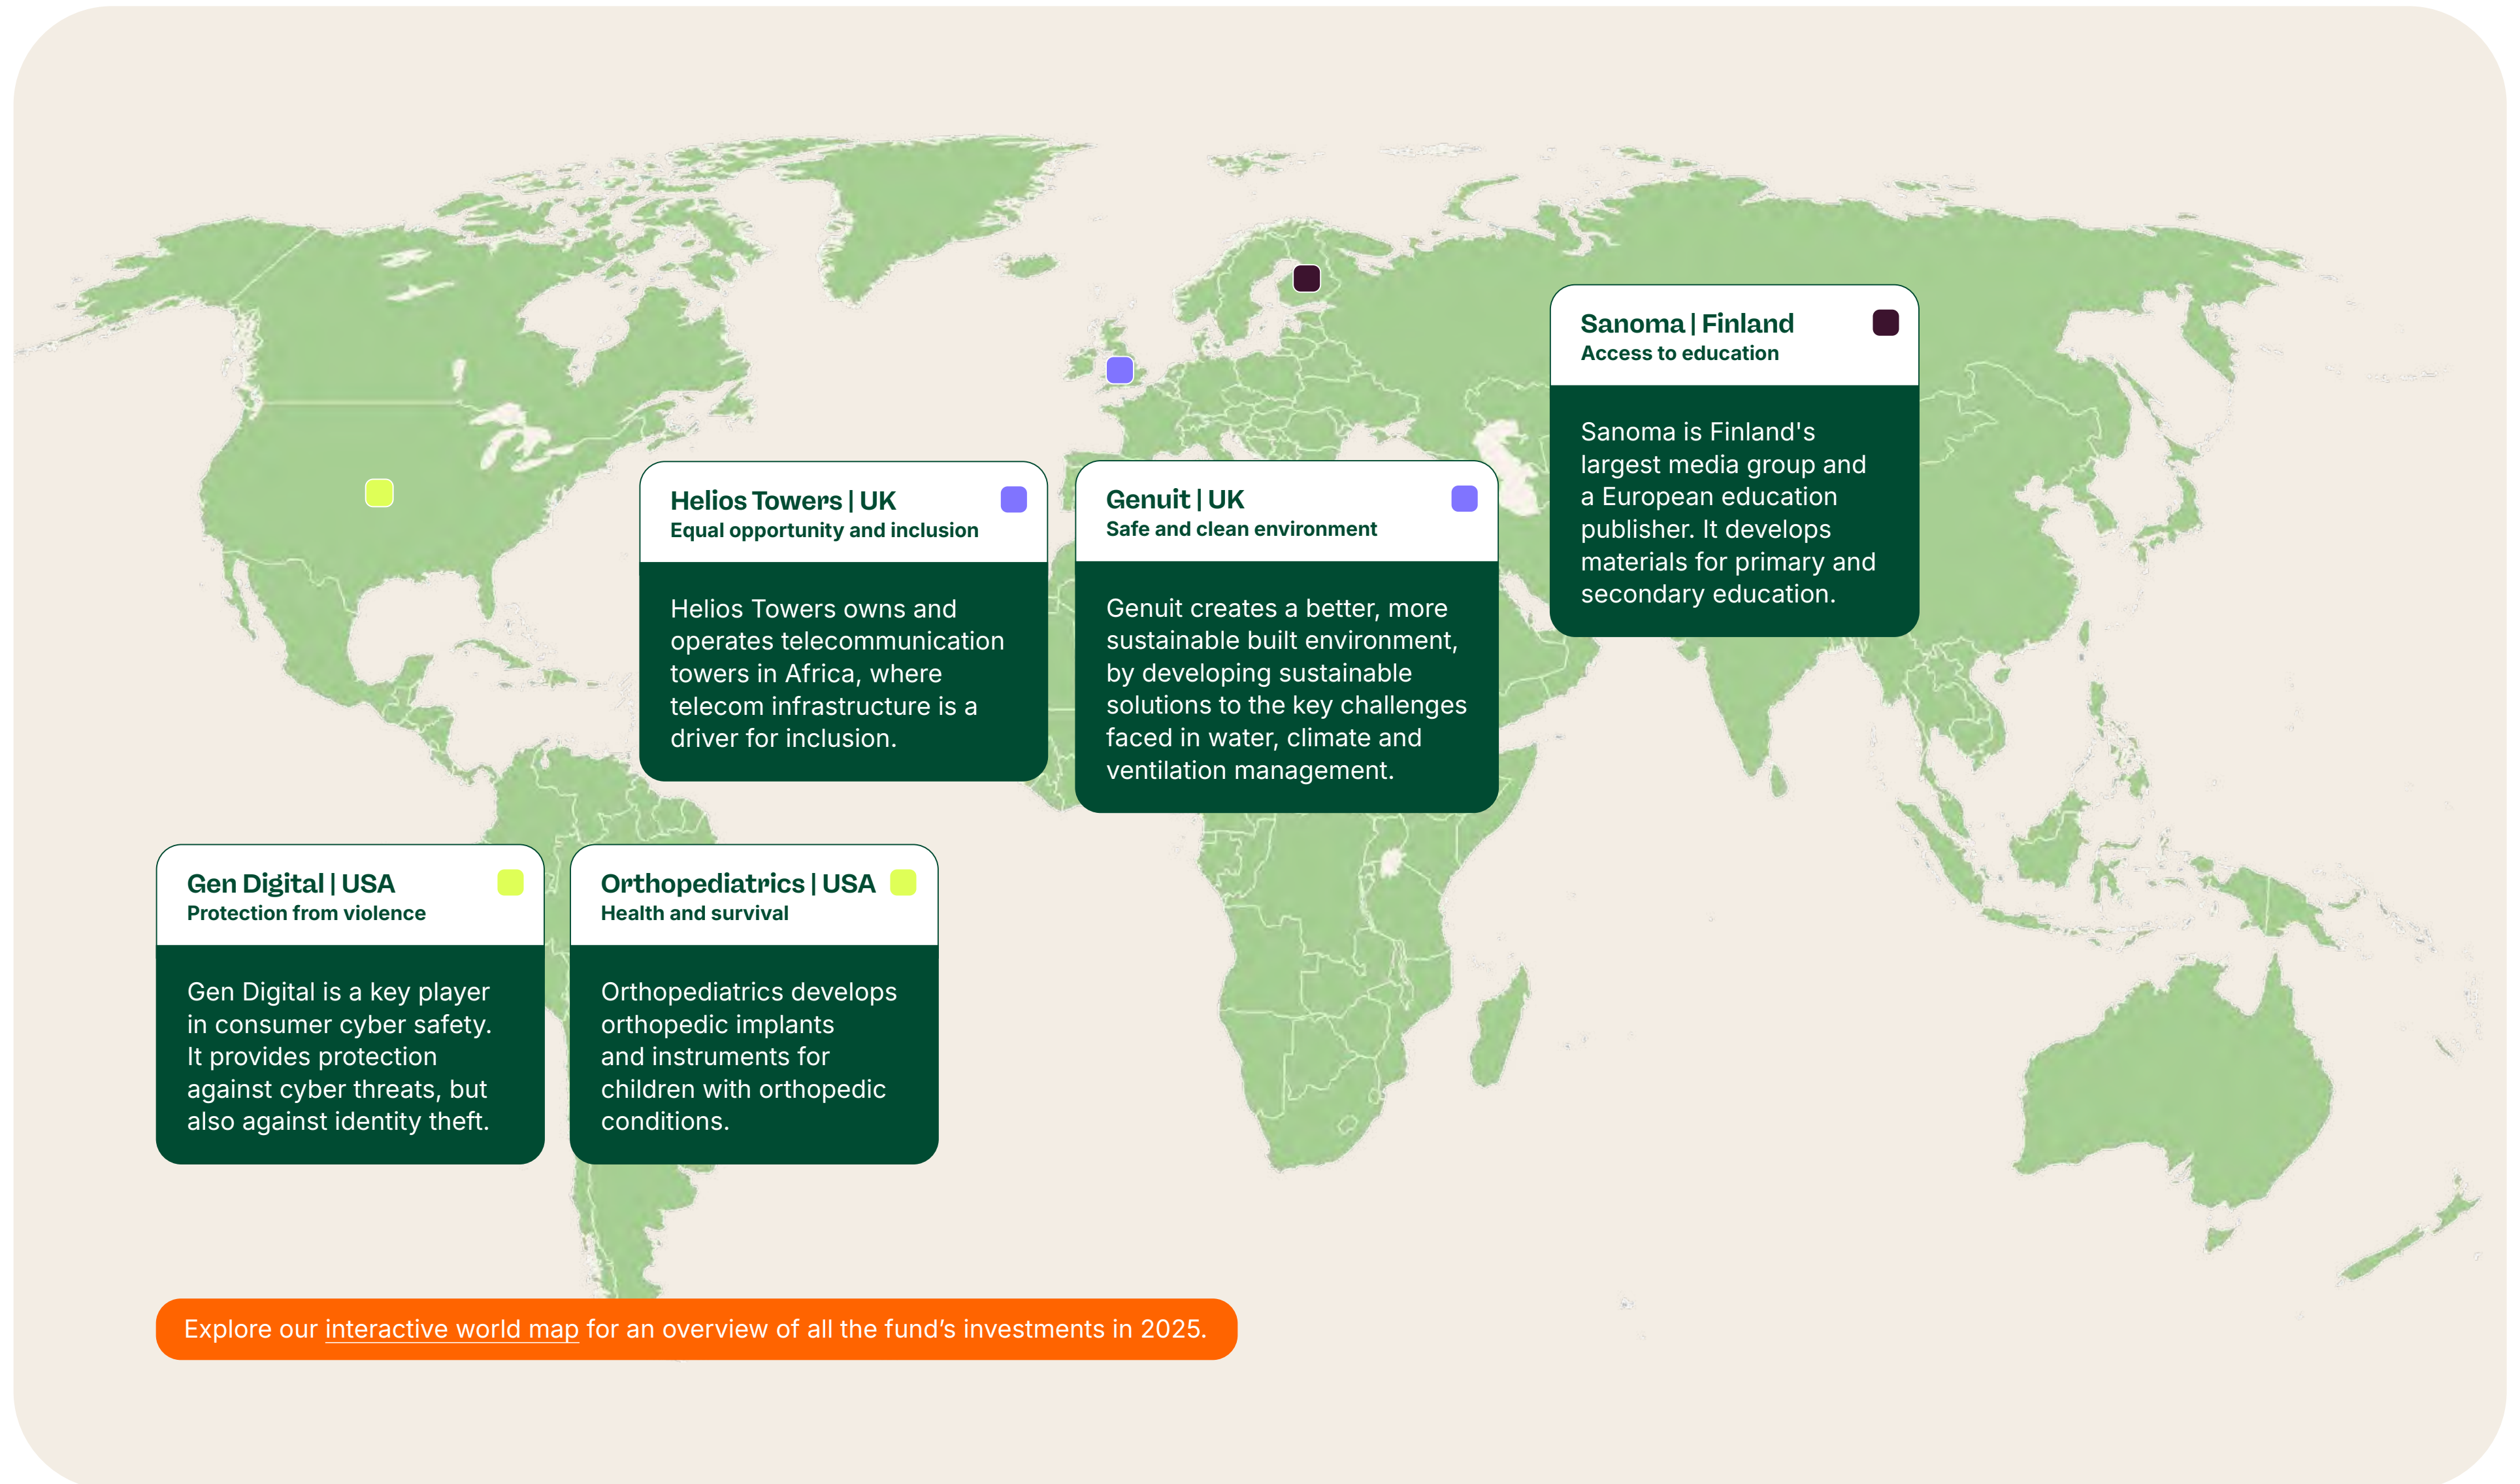 Sanoma | Finland
Access to education
Sanoma is Finland's
largest media group and
a European education
publisher. It develops
materials for primary and
secondary education.
Helios Towers | UK
Equal opportunity and inclusion
Helios Towers owns and
operates telecommunication
towers in Africa, where
telecom infrastructure is a
driver for inclusion.
Genuit | UK
Safe and clean environment
Genuit creates a better, more
sustainable built environment,
by developing sustainable
solutions to the key challenges
faced in water, climate and
ventilation management.
Gen Digital | USA
Protection from violence
Gen Digital is a key player
in consumer cyber safety.
It provides protection
against cyber threats, but
also against identity theft.
Orthopediatrics | USA
Health and survival
Orthopediatrics develops
orthopedic implants
and instruments for
children with orthopedic
conditions.
Explore our interactive world map for an overview of all the fund’s investments in 2025.